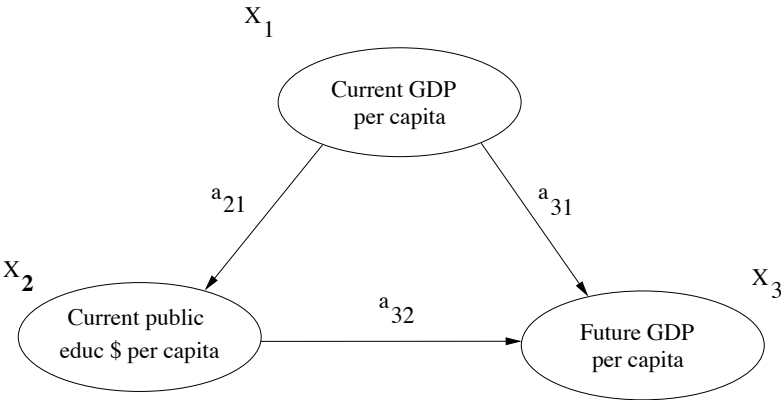 X1
Current GDP
per capita
a21
a31
X2
Current public
educ $ per capita
a32
X3
Future GDP
per capita